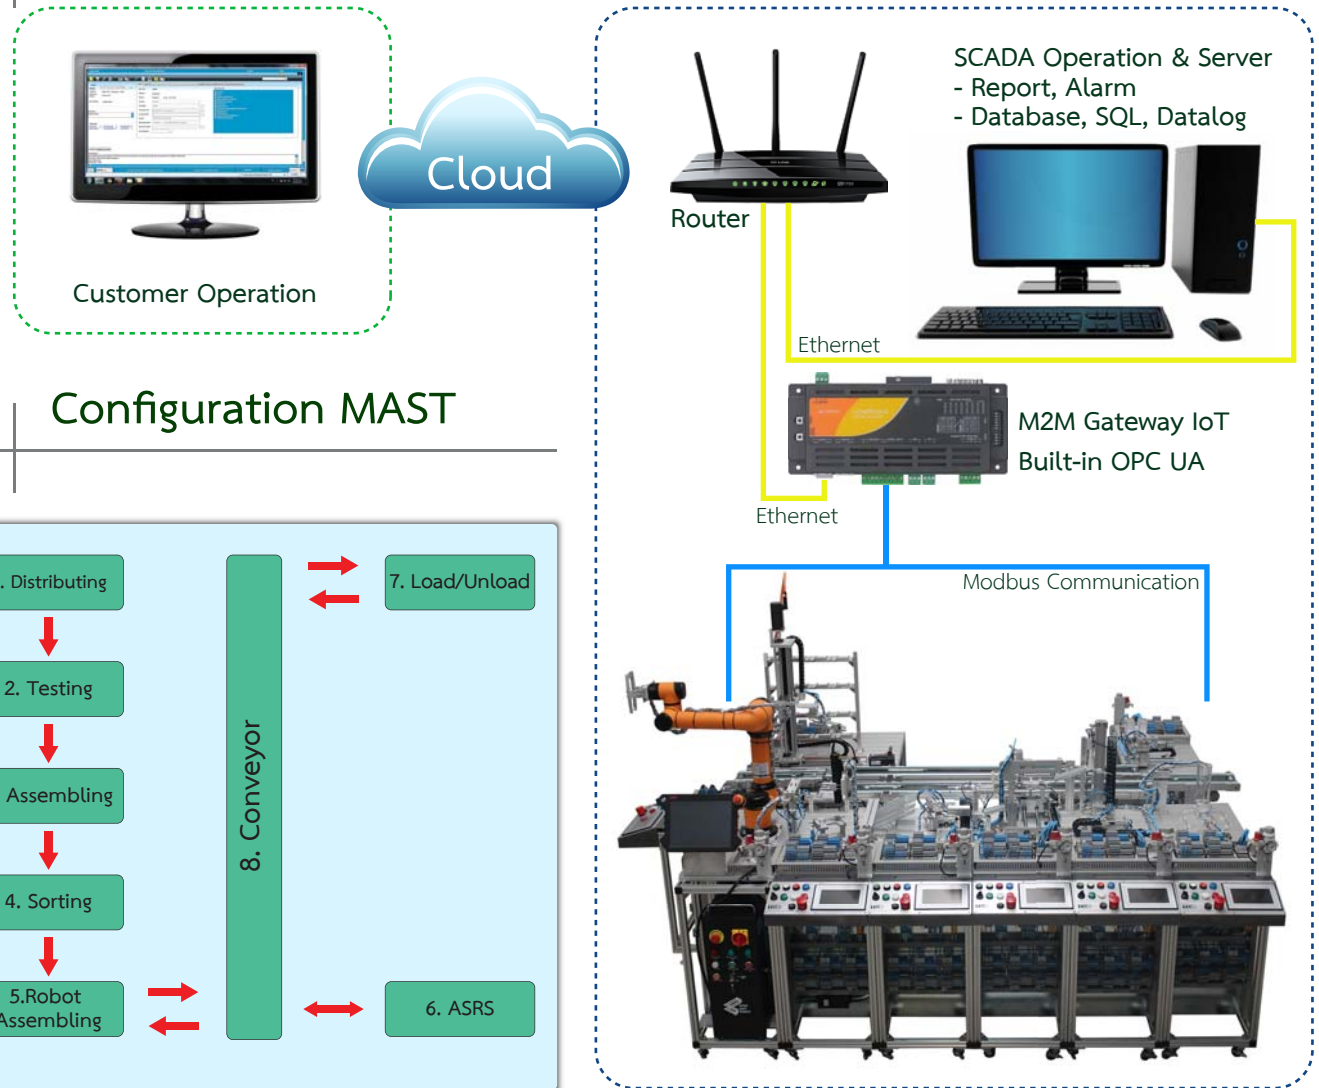 Cloud
Customer Operation
SCADA Operation & Server
- Report, Alarm
- Database, SQL, Datalog
Router
Ethernet
M2M Gateway IoT
Built-in OPC UA
Ethernet
Modbus Communication
Configuration MAST
. Distributing
2. Testing
Assembling
4. Sorting
5.Robot
Assembling
8. Conveyor
7. Load/Unload
6. ASRS